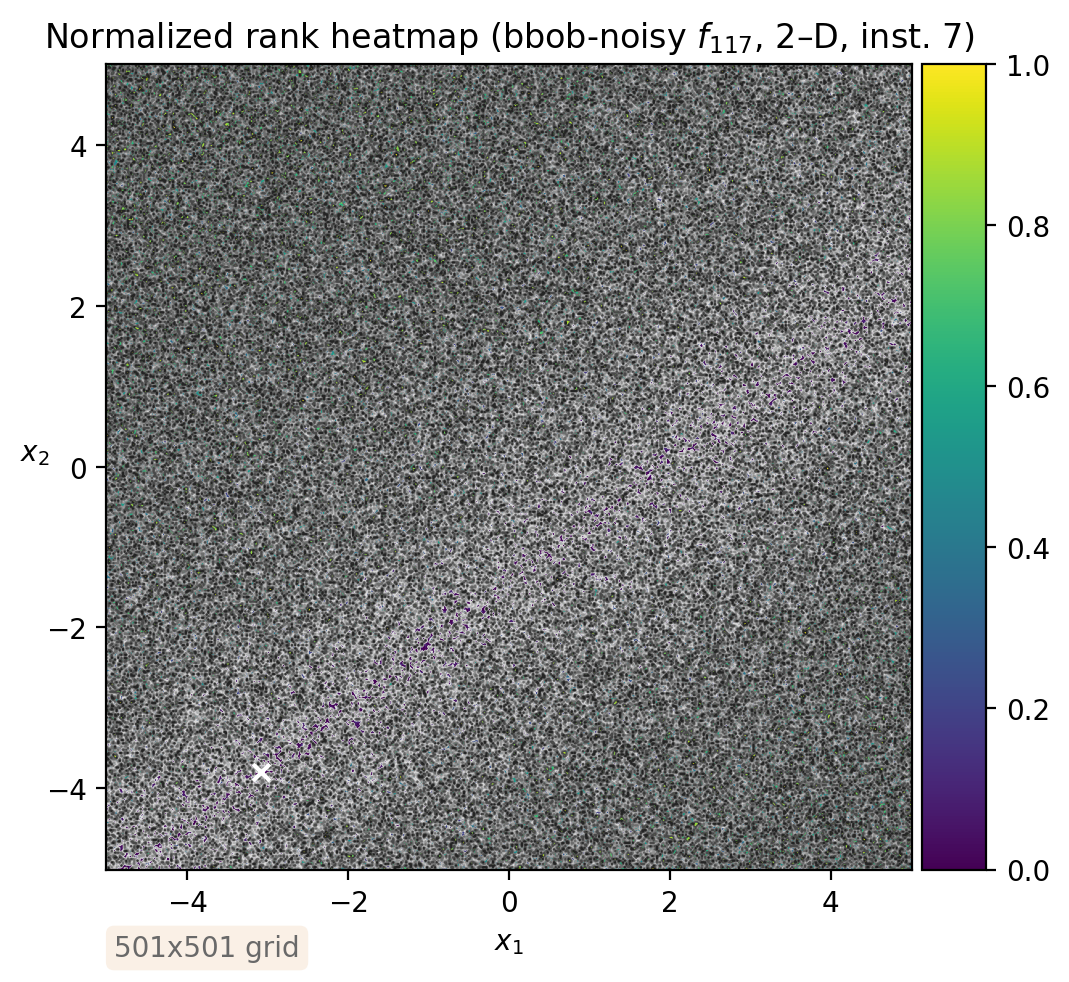 Normalized rank heatmap (bbob-noisy f₁₁₇, 2–D, inst. 7)
1.0
0.8
0.6
0.4
0.2
0.0
4
2
0
−2
−4
x₂
−4 −2 0 2 4
x₁
501x501 grid